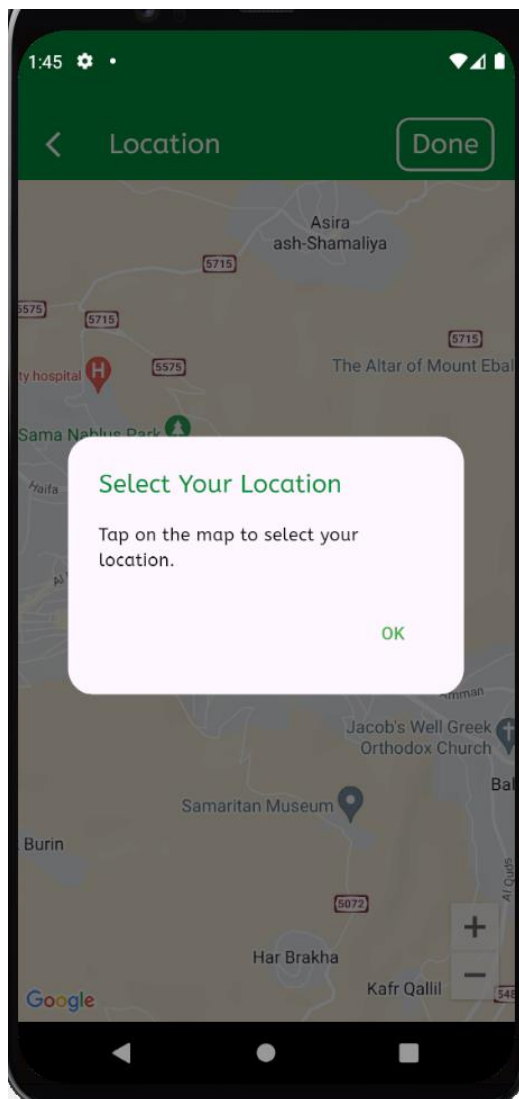 1:45
Location
Done
Asira
ash-Shamaliya
5715
5575
5715
5715
5575
The Altar of Mount Ebal
ty hospital
H
Sama Nablus Park
Haifa
Select Your Location
Tap on the map to select your
location.
OK
Amman
Jacob's Well Greek
Orthodox Church
Bal
Samaritan Museum
Burin
Al Quds
5072
+
Har Brakha
−
Kafr Qallil
548
Google